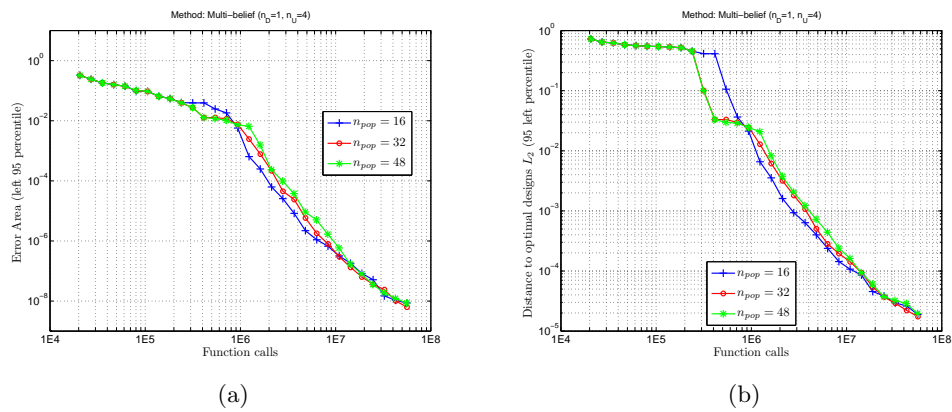 Method: Multi-belief (n_D=1, n_U=4)
10^0
10^-2
10^-4
10^-6
10^-8
Error Area (left 95 percentile)
n_pop = 16
n_pop = 32
n_pop = 48
1E4 1E5 1E6 1E7 1E8
Function calls
(a)
Method: Multi-belief (n_D=1, n_U=4)
10^0
10^-1
10^-2
10^-3
10^-4
10^-5
Distance to optimal designs L_2 (95 left percentile)
n_pop = 16
n_pop = 32
n_pop = 48
1E4 1E5 1E6 1E7 1E8
Function calls
(b)